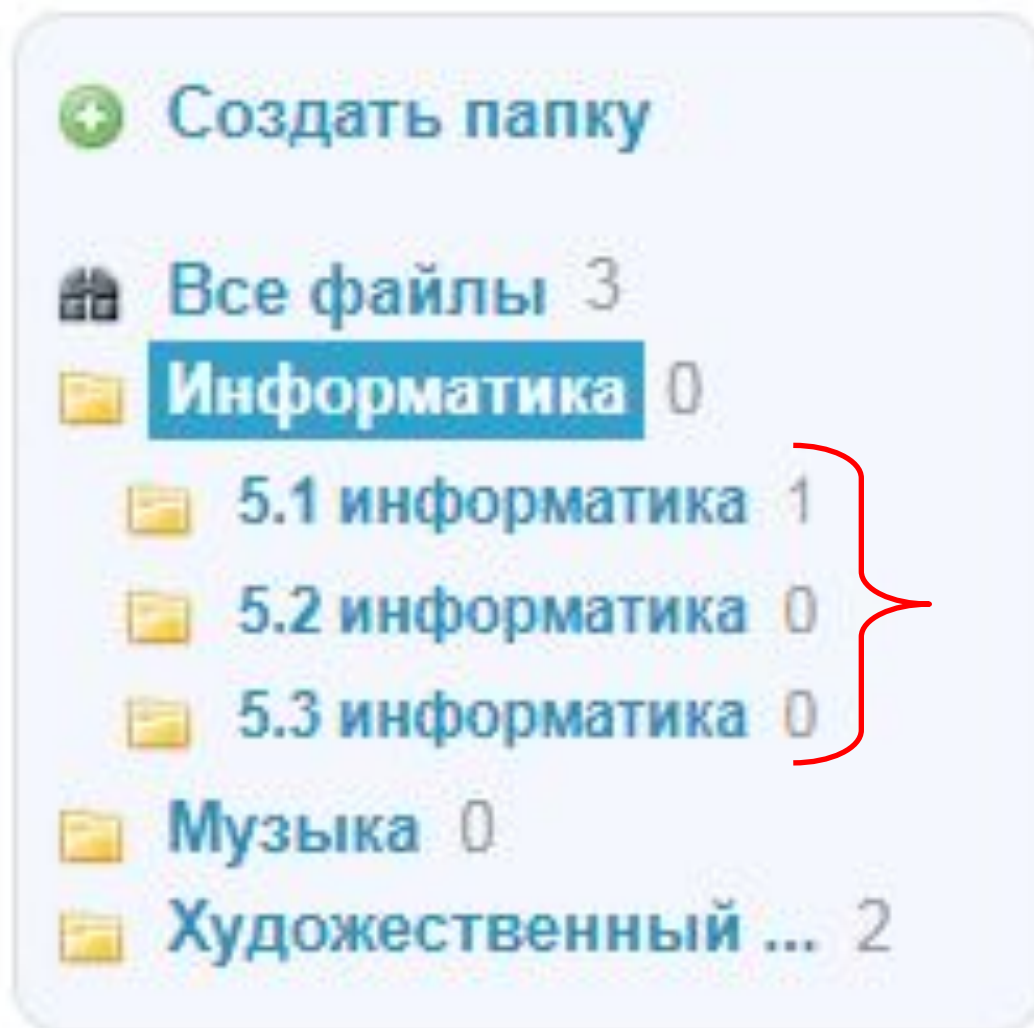 Создать папку
Все файлы 3
Информатика 0
5.1 информатика 1
5.2 информатика 0
5.3 информатика 0
Музыка 0
Художественный ... 2